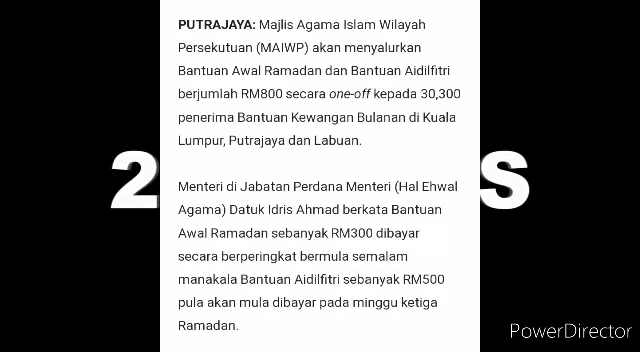 PUTRAJAYA: Majlis Agama Islam Wilayah
Persekutuan (MAIWP) akan menyalurkan
Bantuan Awal Ramadan dan Bantuan Aidilfitri
berjumlah RM800 secara one-off kepada 30,300
penerima Bantuan Kewangan Bulanan di Kuala
Lumpur, Putrajaya dan Labuan.
Menteri di Jabatan Perdana Menteri (Hal Ehwal
Agama) Datuk Idris Ahmad berkata Bantuan
Awal Ramadan sebanyak RM300 dibayar
secara berperingkat bermula semalam
manakala Bantuan Aidilfitri sebanyak RM500
pula akan mula dibayar pada minggu ketiga
Ramadan.
2 S
PowerDirector